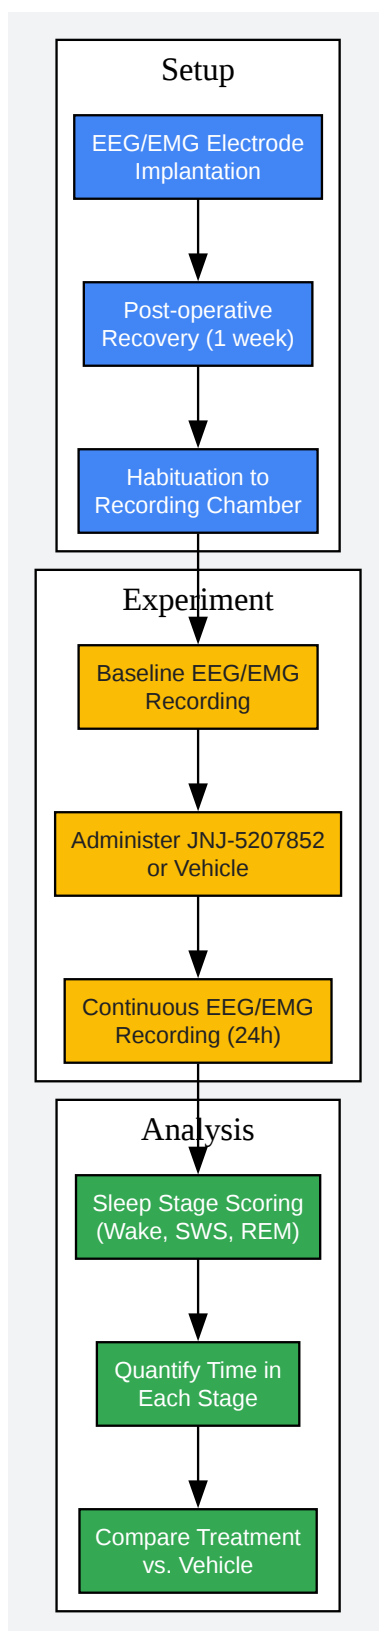 Setup
EEG/EMG Electrode
Implantation
Post-operative
Recovery (1 week)
Habituation to
Recording Chamber
Experiment
Baseline EEG/EMG
Recording
Administer JNJ-5207852
or Vehicle
Continuous EEG/EMG
Recording (24h)
Analysis
Sleep Stage Scoring
(Wake, SWS, REM)
Quantify Time in
Each Stage
Compare Treatment
vs. Vehicle